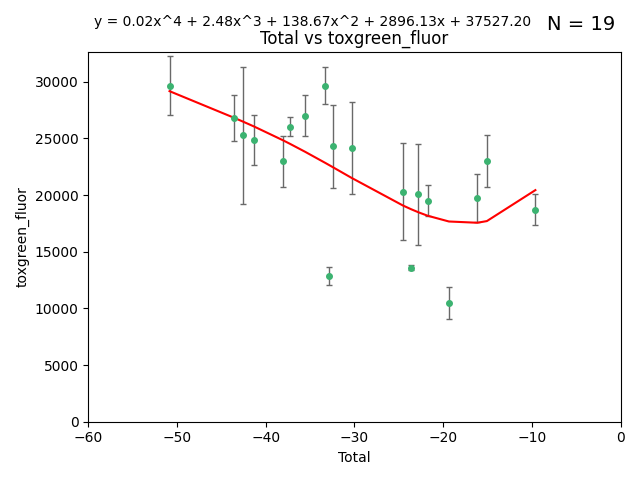 y = 0.02x^4 + 2.48x^3 + 138.67x^2 + 2896.13x + 37527.20
N = 19
Total vs toxgreen_fluor
30000
25000
20000
15000
10000
5000
0
toxgreen_fluor
−60 −50 −40 −30 −20 −10 0
Total